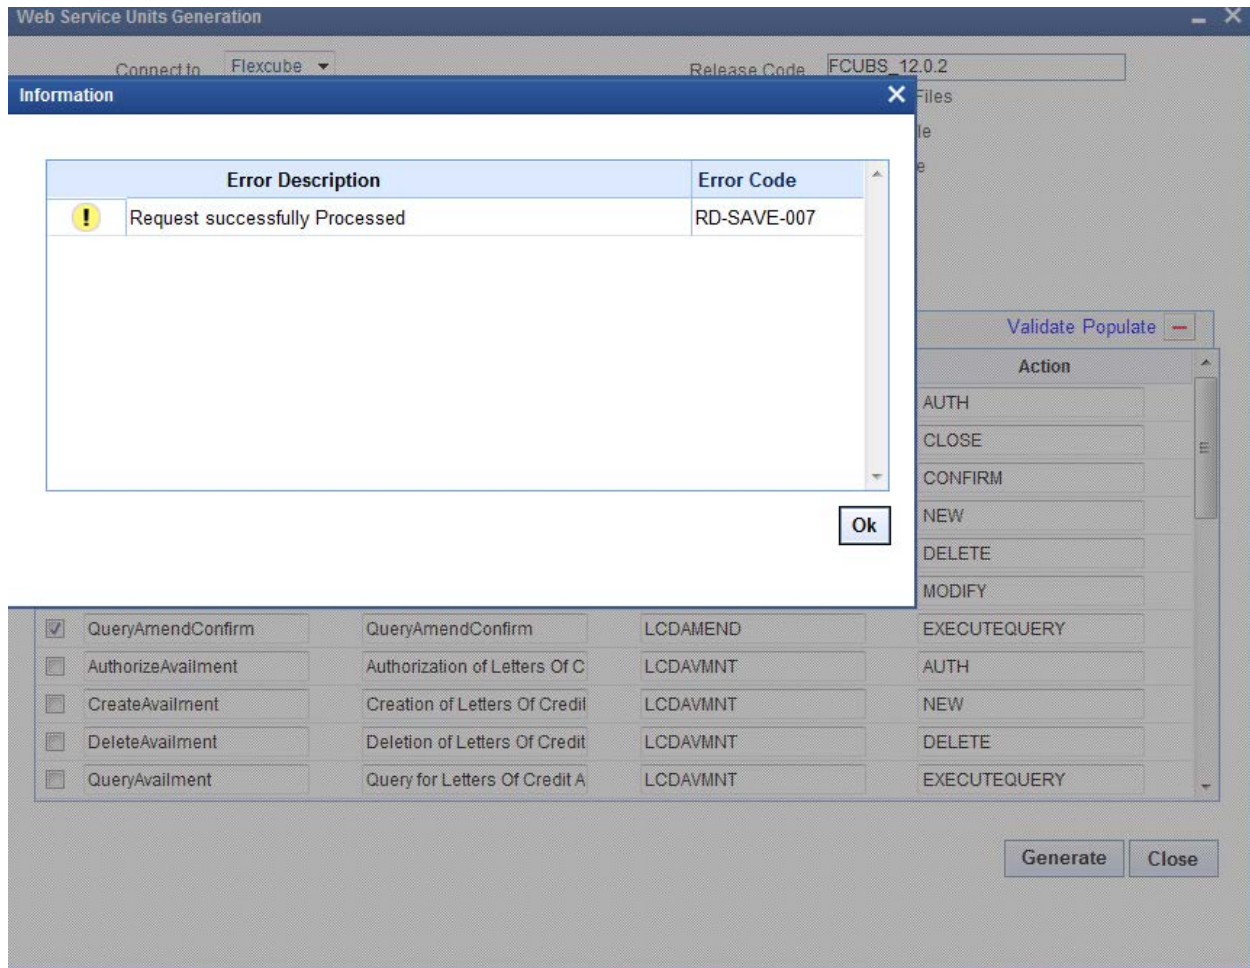 Web Service Units Generation
Connect to Flexcube Release Code FCUBS_12.0.2
Information Files
le
e
Error Description Error Code
Request successfully Processed RD-SAVE-007
Validate Populate
Action
AUTH
CLOSE
CONFIRM
NEW
Ok
DELETE
MODIFY
QueryAmendConfirm QueryAmendConfirm LCDAMEND EXECUTEQUERY
AuthorizeAvailment Authorization of Letters Of C LCDAVMNT AUTH
CreateAvailment Creation of Letters Of Credit LCDAVMNT NEW
DeleteAvailment Deletion of Letters Of Credit LCDAVMNT DELETE
QueryAvailment Query for Letters Of Credit A LCDAVMNT EXECUTEQUERY
Generate Close